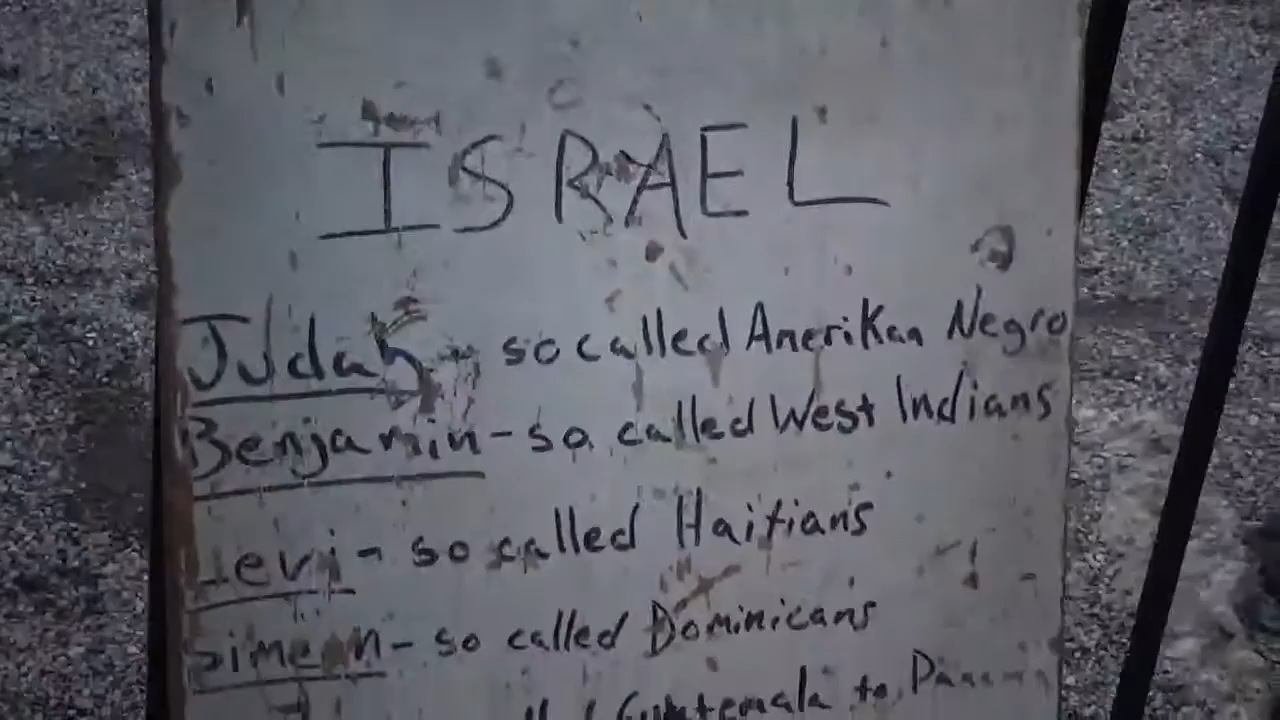 ISRAEL
Judah - so called Amerikan Negro
Benjamin - so called West Indians
Levi - so called Haitians
Simeon - so called Dominicans
Guatemala to Panama